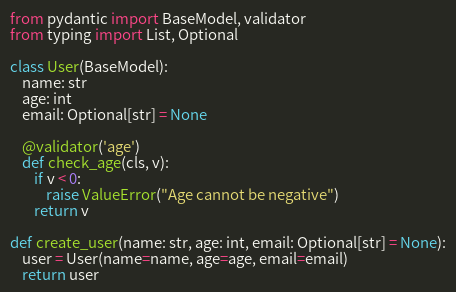 from pydantic import BaseModel, validator
from typing import List, Optional

class User(BaseModel):
    name: str
    age: int
    email: Optional[str] = None

    @validator('age')
    def check_age(cls, v):
        if v < 0:
            raise ValueError("Age cannot be negative")
        return v

def create_user(name: str, age: int, email: Optional[str] = None):
    user = User(name=name, age=age, email=email)
    return user